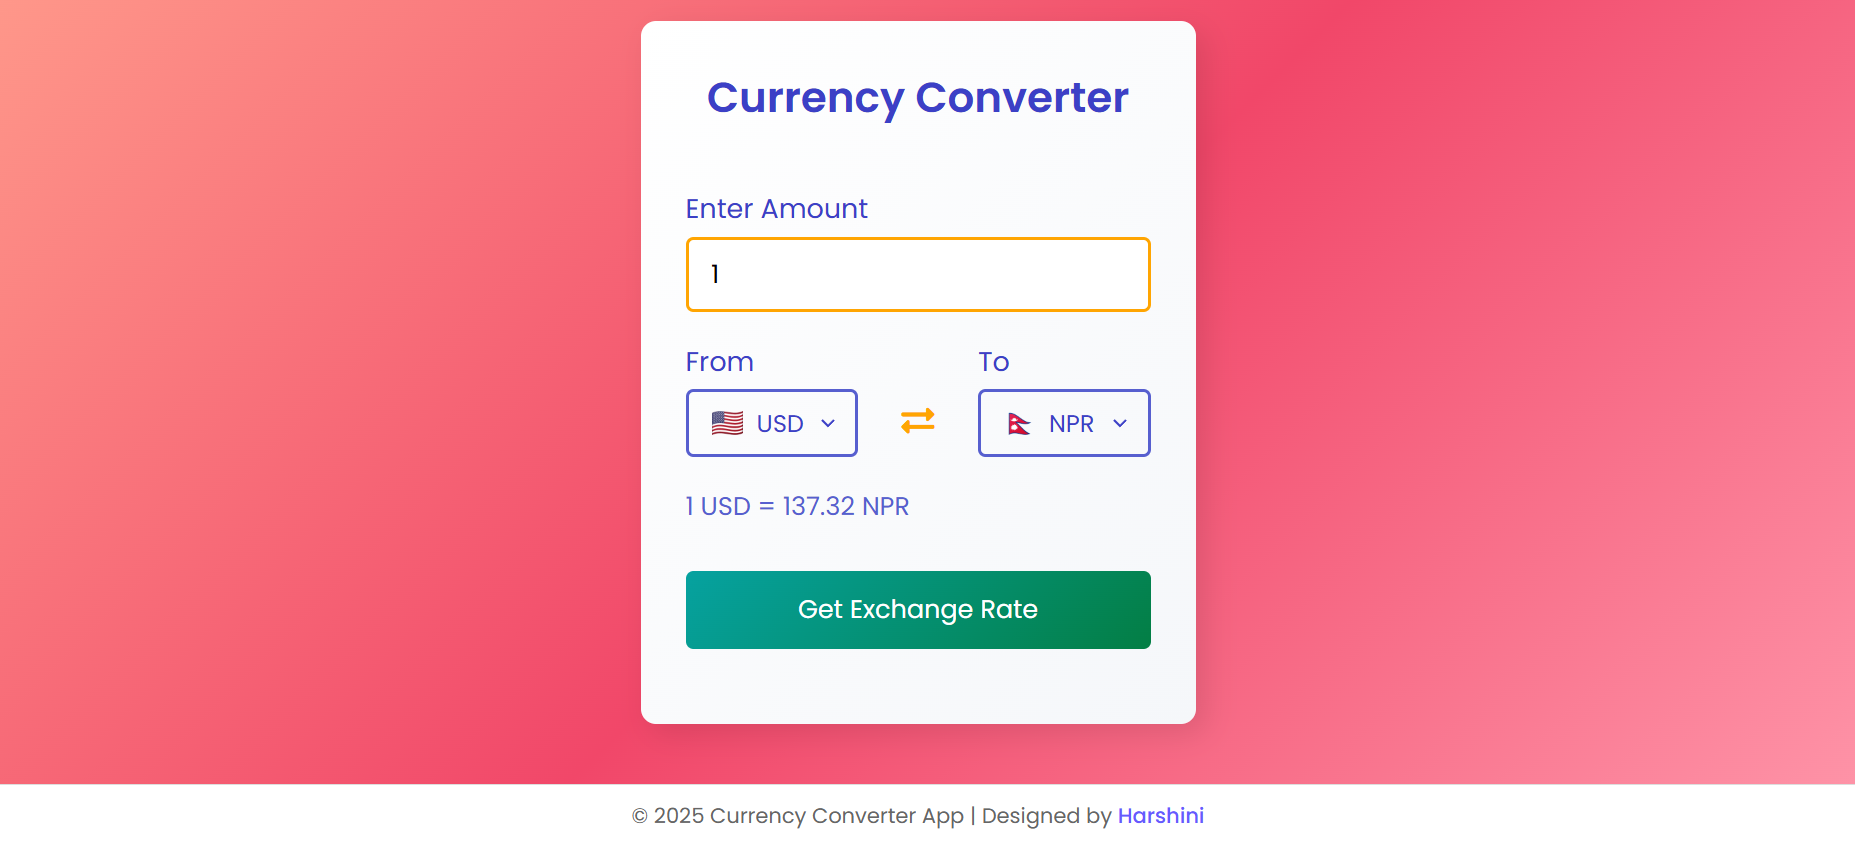 Currency Converter
Enter Amount
1
From
To
USD
NPR
1 USD = 137.32 NPR
Get Exchange Rate
© 2025 Currency Converter App | Designed by Harshini